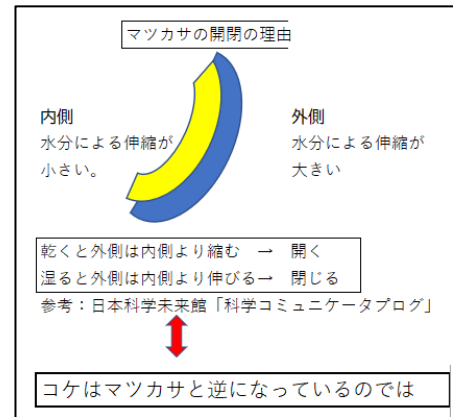 マツカサの開閉の理由
内側
水分による伸縮が
小さい。
外側
水分による伸縮が
大きい
乾くと外側は内側より縮む → 開く
湿ると外側は内側より伸びる→ 閉じる
参考：日本科学未来館「科学コミュニケータブログ」
コケはマツカサと逆になっているのでは